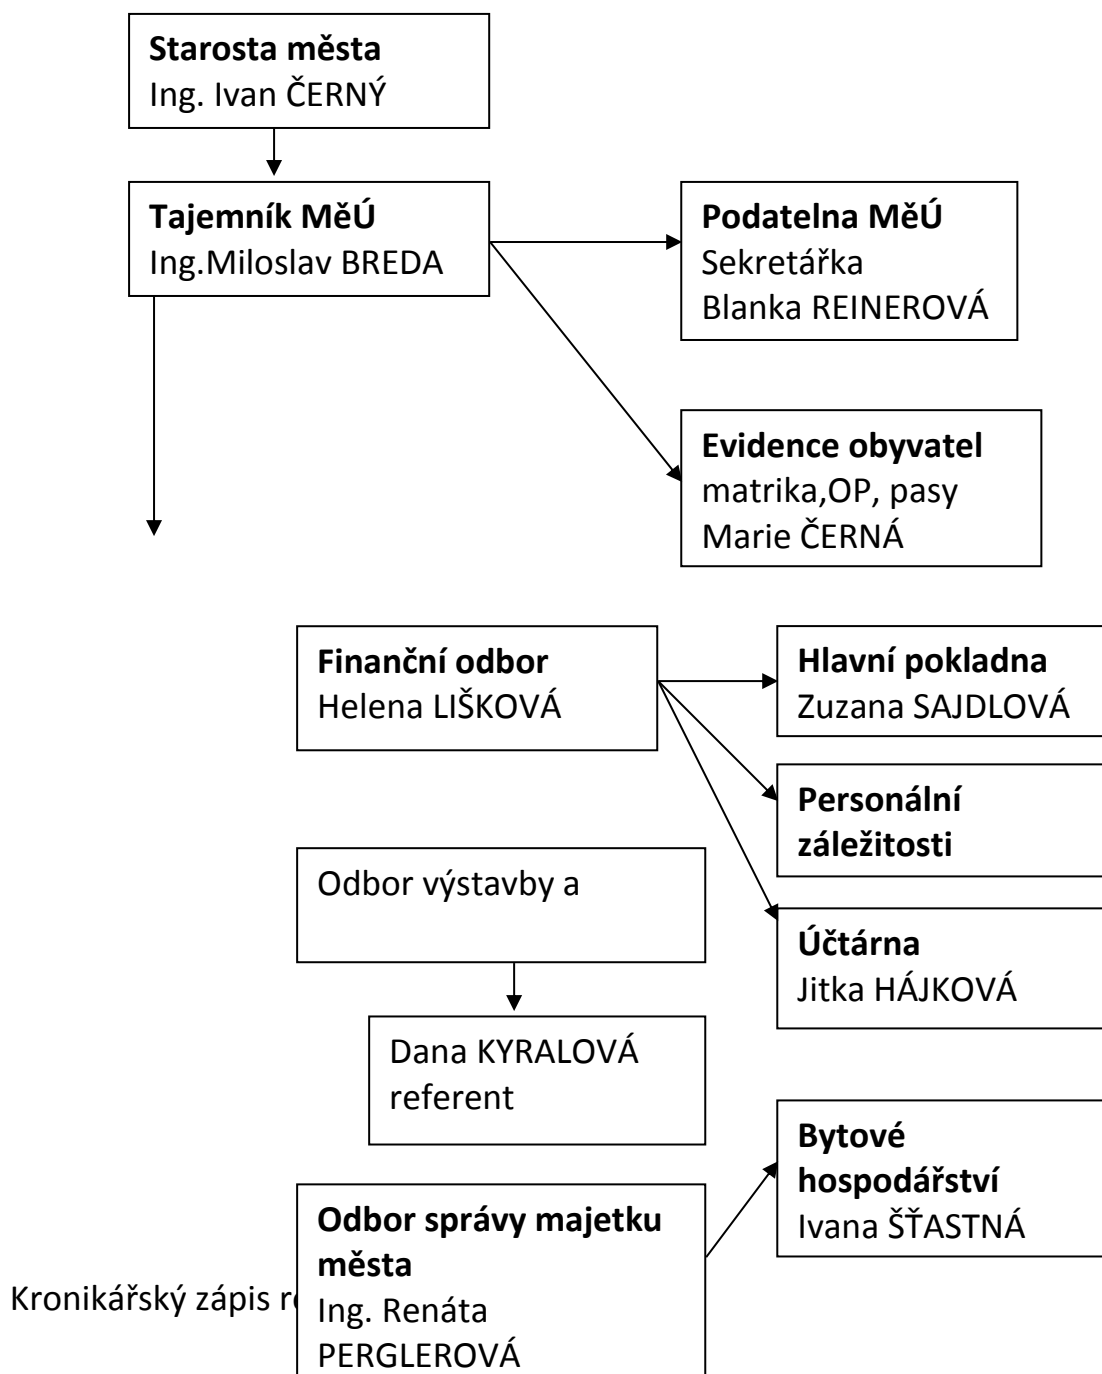 Starosta města
Ing. Ivan ČERNÝ
Tajemník MěÚ
Ing.Miloslav BREDA
Podatelna MěÚ
Sekretářka
Blanka REINEROVÁ
Evidence obyvatel
matrika,OP, pasy
Marie ČERNÁ
Finanční odbor
Helena LIŠKOVÁ
Hlavní pokladna
Zuzana SAJDLOVÁ
Personální
záležitosti
Účtárna
Jitka HÁJKOVÁ
Odbor výstavby a
Dana KYRALOVÁ
referent
Bytové
hospodářství
Ivana ŠŤASTNÁ
Odbor správy majetku
města
Ing. Renáta
PERGLEROVÁ
Kronikářský zápis